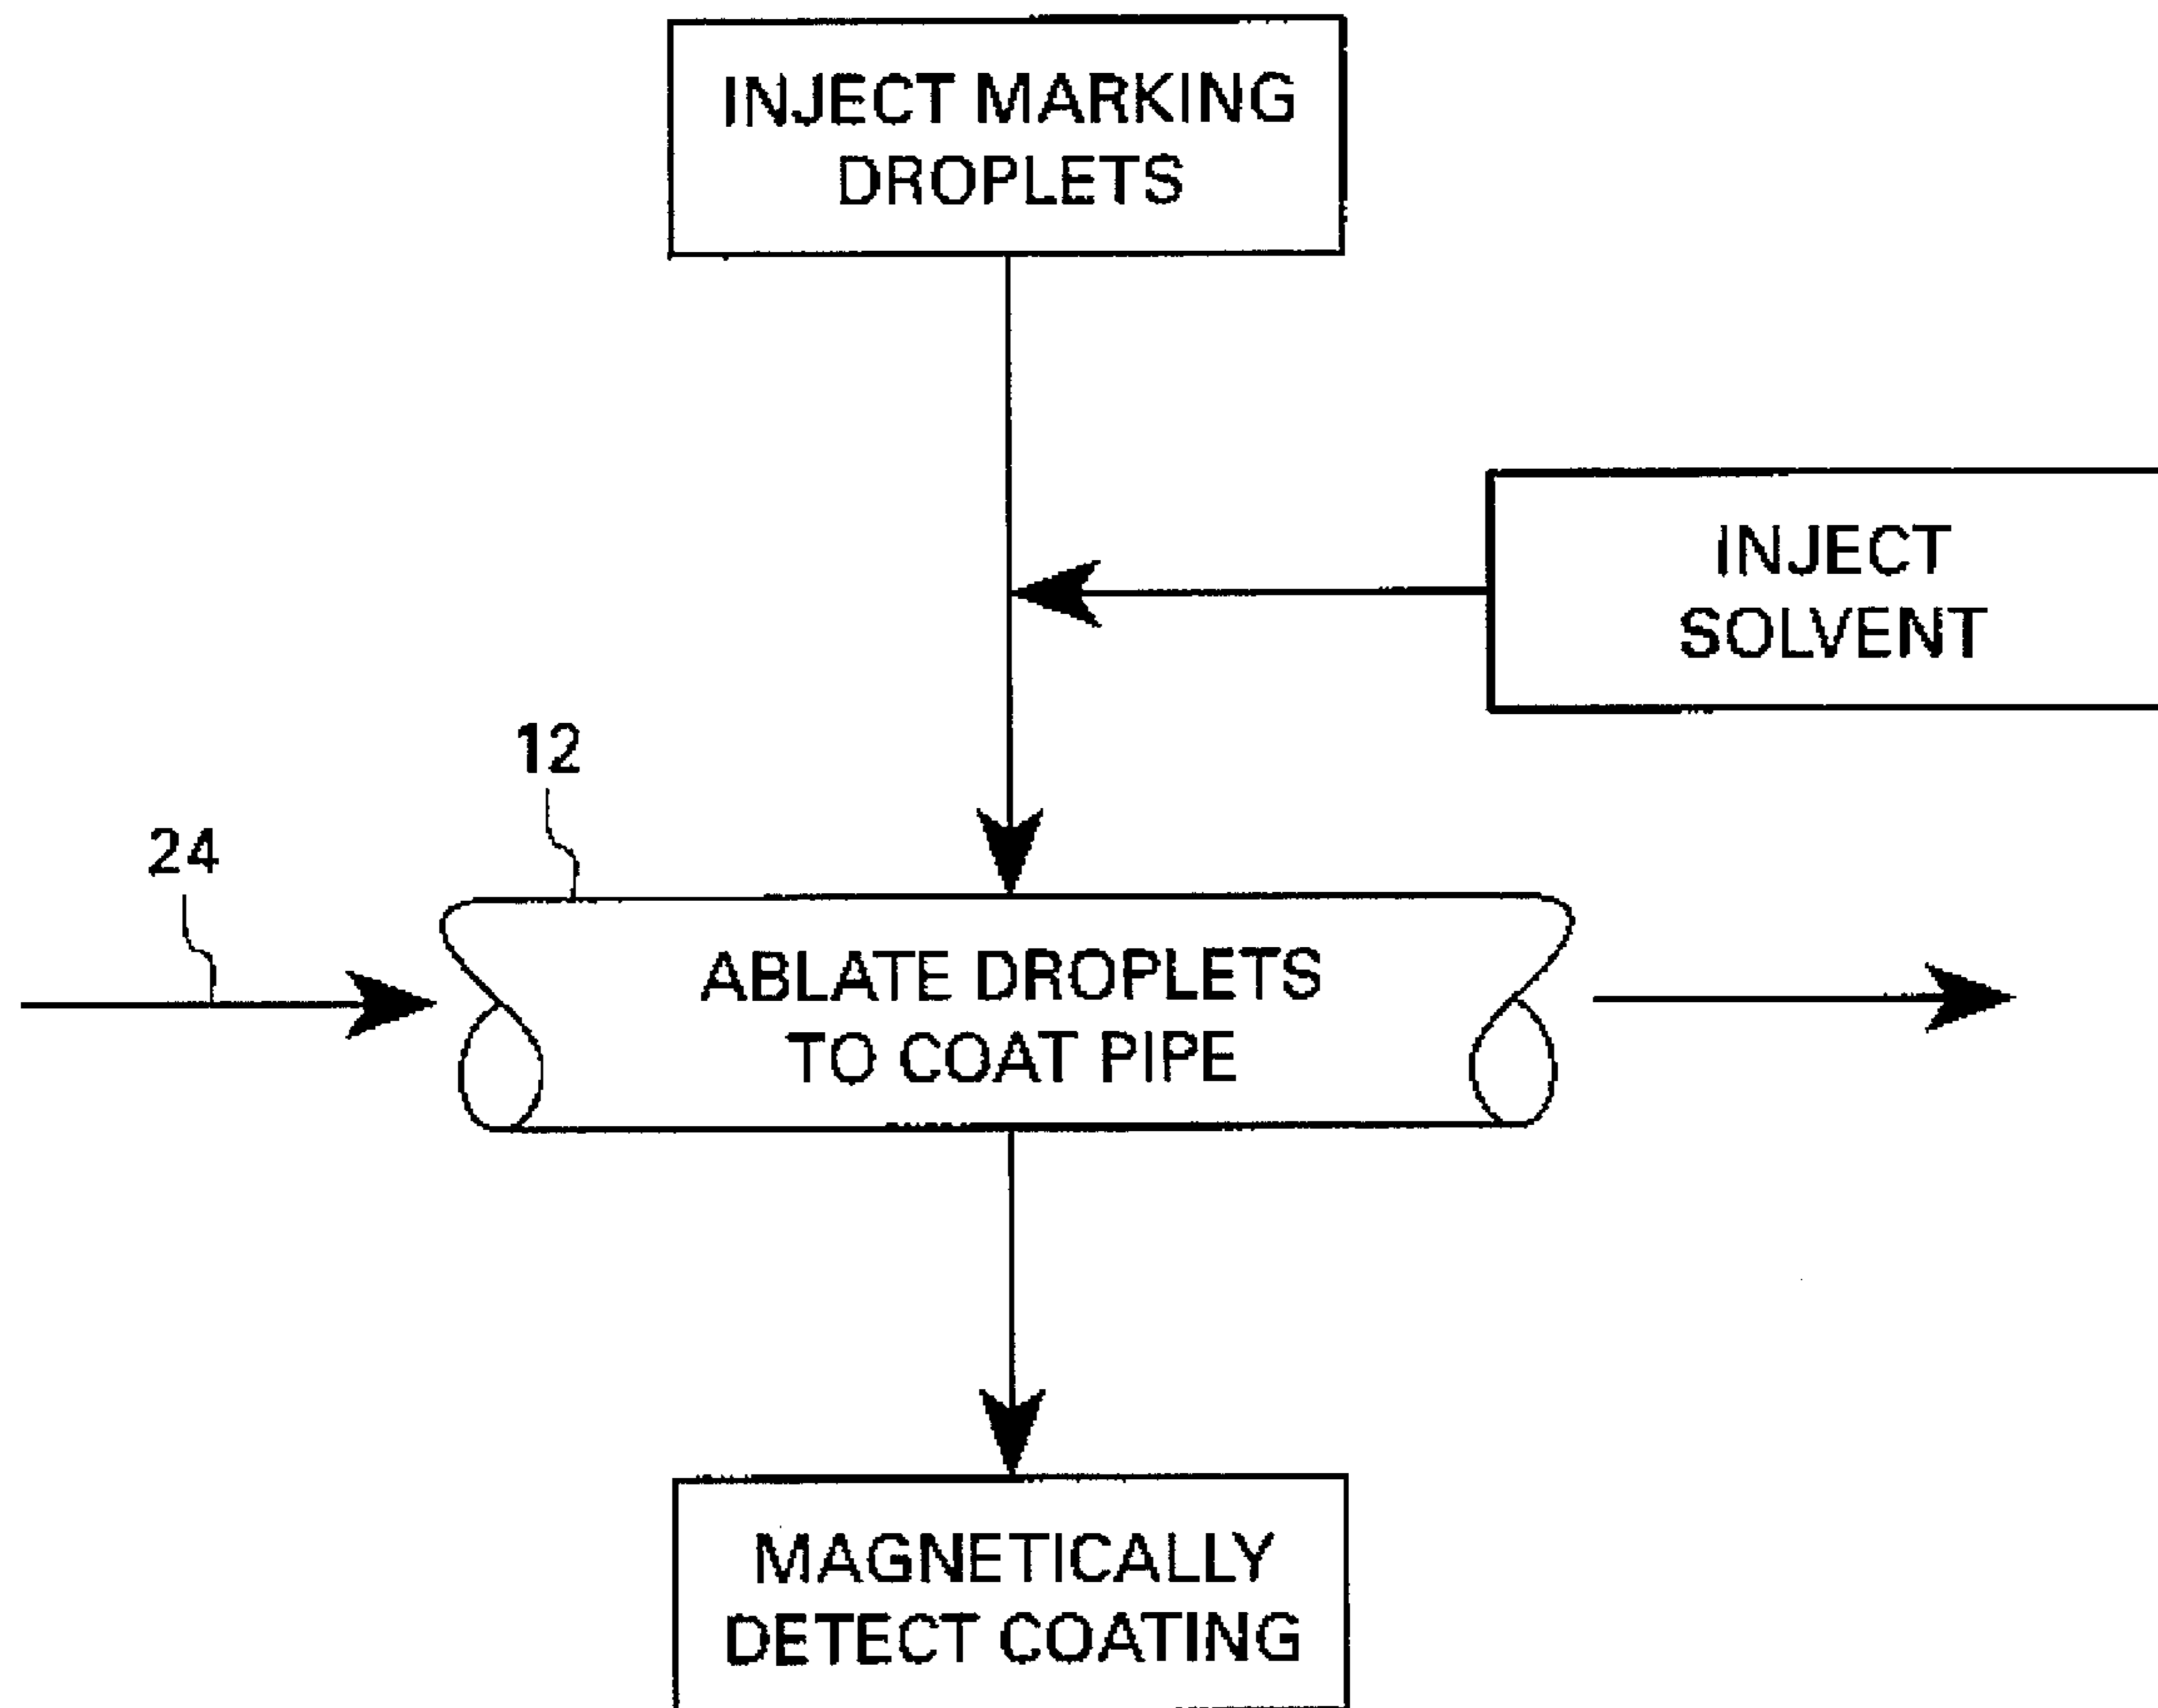 INJECT MARKING
DROPLETS
INJECT
SOLVENT
12
24
ABLATE DROPLETS
TO COAT PIPE
MAGNETICALLY
DETECT COATING